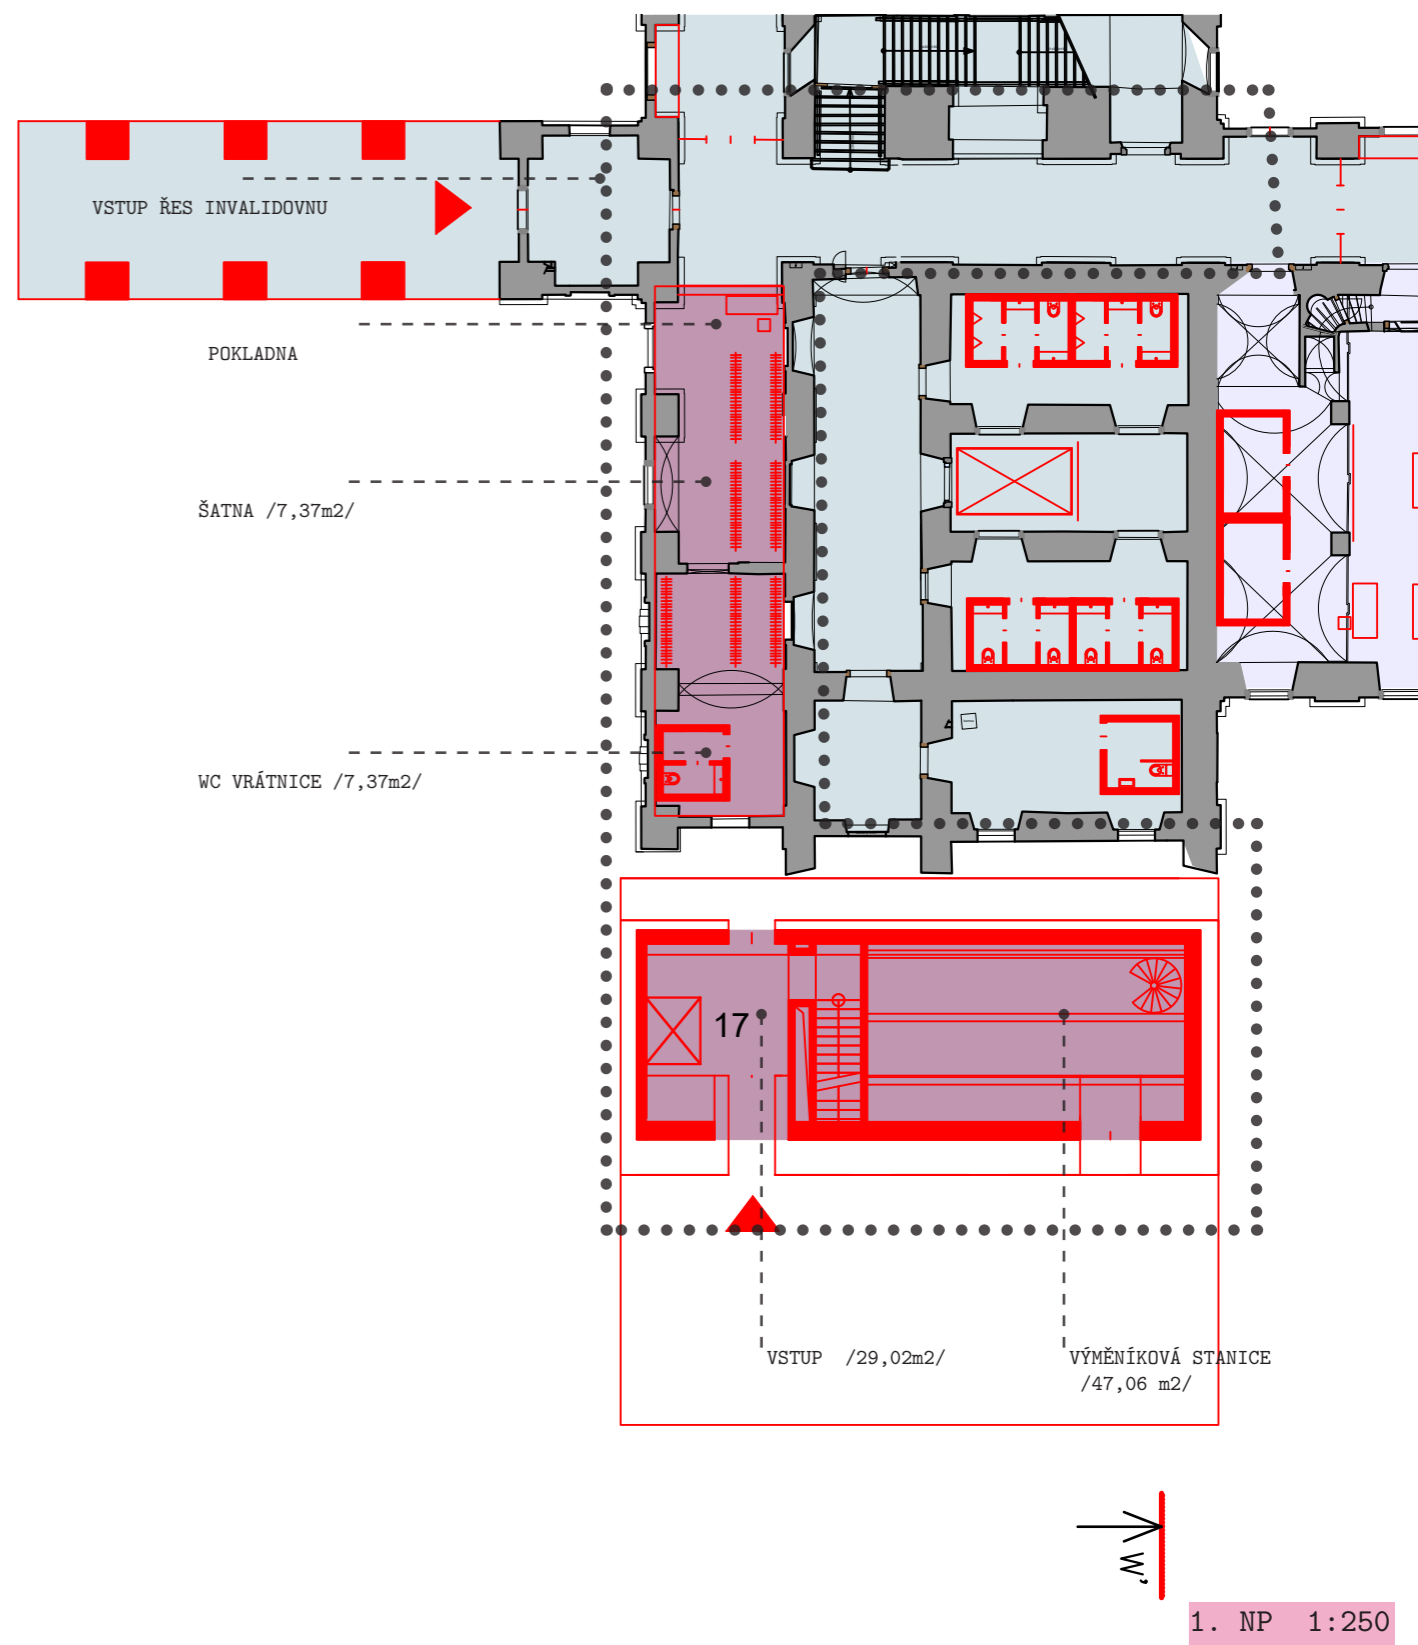 VSTUP ŘES INVALIDOVNU
POKLADNA
ŠATNA /7,37m2/
WC VRÁTNICE /7,37m2/
17
VSTUP /29,02m2/
VÝMĚNÍKOVÁ STANICE
/47,06 m2/
W'
1. NP 1:250